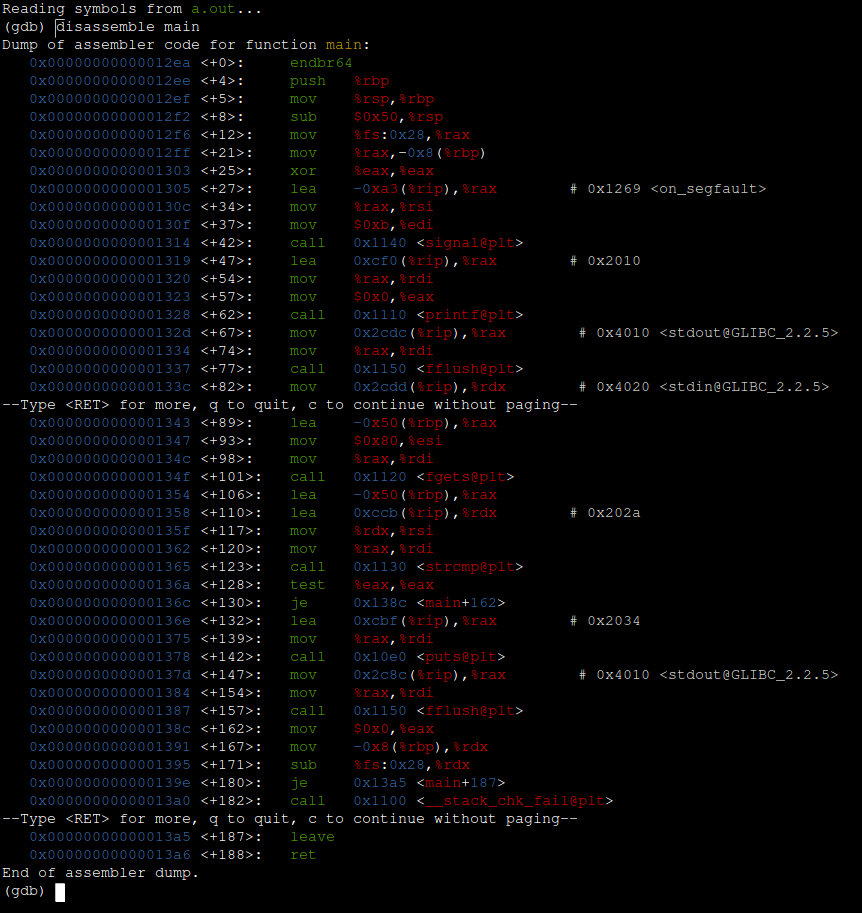 Reading symbols from a.out...
(gdb) disassemble main
Dump of assembler code for function main:
   0x00000000000012ea <+0>:     endbr64
   0x00000000000012ee <+4>:     push   %rbp
   0x00000000000012ef <+5>:     mov    %rsp,%rbp
   0x00000000000012f2 <+8>:     sub    $0x50,%rsp
   0x00000000000012f6 <+12>:    mov    %fs:0x28,%rax
   0x00000000000012ff <+21>:    mov    %rax,-0x8(%rbp)
   0x0000000000001303 <+25>:    xor    %eax,%eax
   0x0000000000001305 <+27>:    lea    -0xa3(%rip),%rax        # 0x1269 <on_segfault>
   0x000000000000130c <+34>:    mov    %rax,%rsi
   0x000000000000130f <+37>:    mov    $0xb,%edi
   0x0000000000001314 <+42>:    call   0x1140 <signal@plt>
   0x0000000000001319 <+47>:    lea    0xcf0(%rip),%rax        # 0x2010
   0x0000000000001320 <+54>:    mov    %rax,%rdi
   0x0000000000001323 <+57>:    mov    $0x0,%eax
   0x0000000000001328 <+62>:    call   0x1110 <printf@plt>
   0x000000000000132d <+67>:    mov    0x2cdc(%rip),%rax        # 0x4010 <stdout@GLIBC_2.2.5>
   0x0000000000001334 <+74>:    mov    %rax,%rdi
   0x0000000000001337 <+77>:    call   0x1150 <fflush@plt>
   0x000000000000133c <+82>:    mov    0x2cdd(%rip),%rdx        # 0x4020 <stdin@GLIBC_2.2.5>
--Type <RET> for more, q to quit, c to continue without paging--
   0x0000000000001343 <+89>:    lea    -0x50(%rbp),%rax
   0x0000000000001347 <+93>:    mov    $0x80,%esi
   0x000000000000134c <+98>:    mov    %rax,%rdi
   0x000000000000134f <+101>:   call   0x1120 <fgets@plt>
   0x0000000000001354 <+106>:   lea    -0x50(%rbp),%rax
   0x0000000000001358 <+110>:   lea    0xccb(%rip),%rdx        # 0x202a
   0x000000000000135f <+117>:   mov    %rdx,%rsi
   0x0000000000001362 <+120>:   mov    %rax,%rdi
   0x0000000000001365 <+123>:   call   0x1130 <strcmp@plt>
   0x000000000000136a <+128>:   test   %eax,%eax
   0x000000000000136c <+130>:   je     0x138c <main+162>
   0x000000000000136e <+132>:   lea    0xcbf(%rip),%rax        # 0x2034
   0x0000000000001375 <+139>:   mov    %rax,%rdi
   0x0000000000001378 <+142>:   call   0x10e0 <puts@plt>
   0x000000000000137d <+147>:   mov    0x2c8c(%rip),%rax        # 0x4010 <stdout@GLIBC_2.2.5>
   0x0000000000001384 <+154>:   mov    %rax,%rdi
   0x0000000000001387 <+157>:   call   0x1150 <fflush@plt>
   0x000000000000138c <+162>:   mov    $0x0,%eax
   0x0000000000001391 <+167>:   mov    -0x8(%rbp),%rdx
   0x0000000000001395 <+171>:   sub    %fs:0x28,%rdx
   0x000000000000139e <+180>:   je     0x13a5 <main+187>
   0x00000000000013a0 <+182>:   call   0x1100 <__stack_chk_fail@plt>
--Type <RET> for more, q to quit, c to continue without paging--
   0x00000000000013a5 <+187>:   leave
   0x00000000000013a6 <+188>:   ret
End of assembler dump.
(gdb)